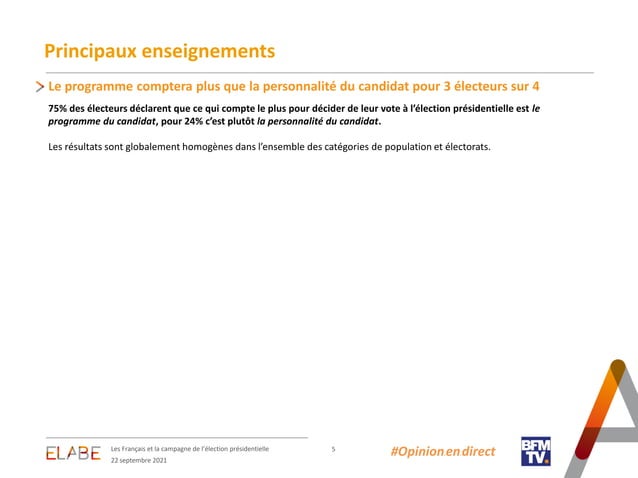 Principaux enseignements
Le programme comptera plus que la personnalité du candidat pour 3 électeurs sur 4
75% des électeurs déclarent que ce qui compte le plus pour décider de leur vote à l’élection présidentielle est le
programme du candidat, pour 24% c’est plutôt la personnalité du candidat.
Les résultats sont globalement homogènes dans l’ensemble des catégories de population et électorats.
ELABE
Les Français et la campagne de l’élection présidentielle
22 septembre 2021
5
#Opinionendirect
BFM
TV.